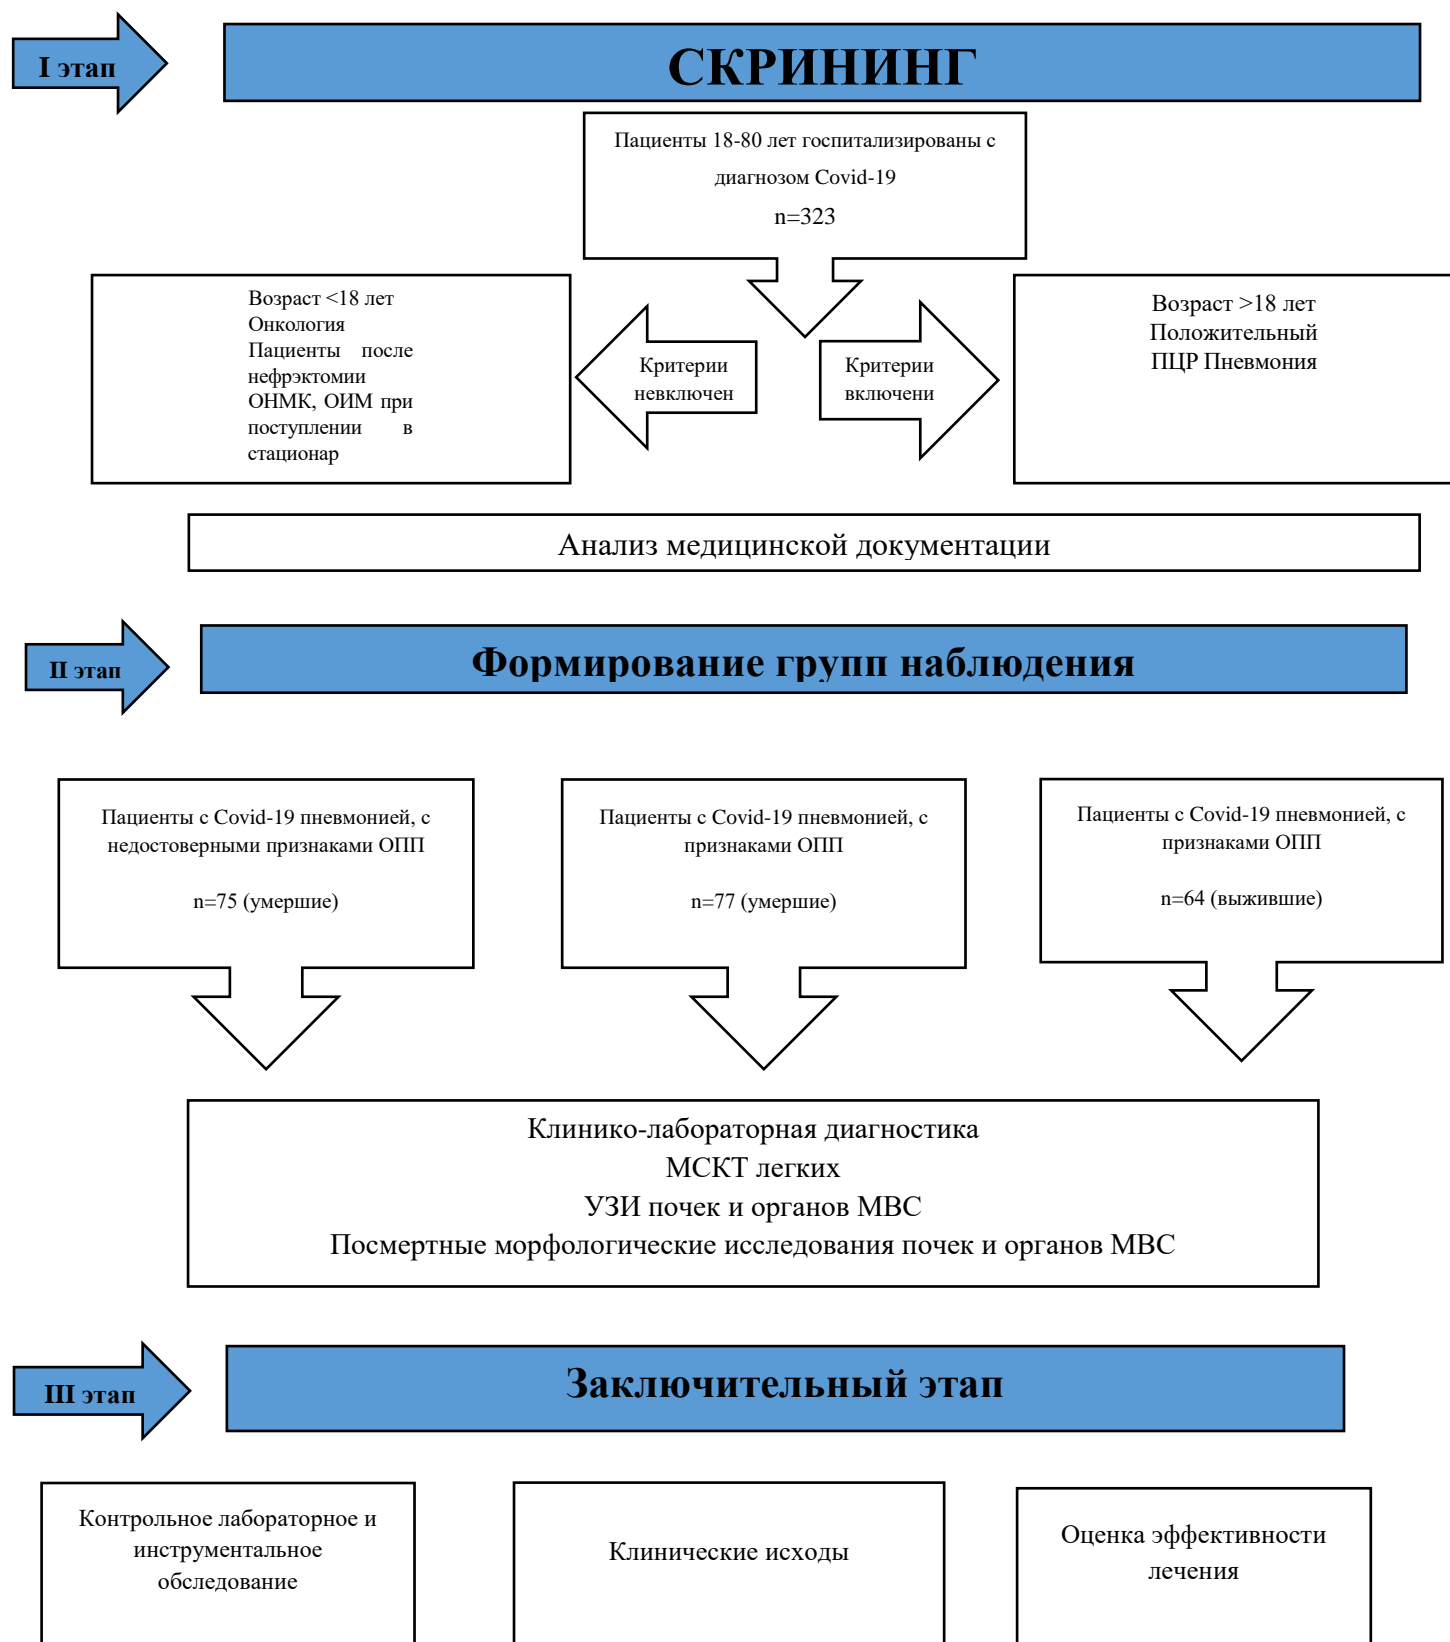 I этап
СКРИНИНГ
Пациенты 18-80 лет госпитализированы с
диагнозом Covid-19
n=323
Возраст <18 лет
Онкология
Пациенты после
нефрэктомии
ОНМК, ОИМ при
поступлении в
стационар
Критерии
невключен
Критерии
включени
Возраст >18 лет
Положительный
ПЦР Пневмония
Анализ медицинской документации
II этап
Формирование групп наблюдения
Пациенты с Covid-19 пневмонией, с
недостоверными признаками ОПП
n=75 (умершие)
Пациенты с Covid-19 пневмонией, с
признаками ОПП
n=77 (умершие)
Пациенты с Covid-19 пневмонией, с
признаками ОПП
n=64 (выжившие)
Клинико-лабораторная диагностика
МСКТ легких
УЗИ почек и органов МВС
Посмертные морфологические исследования почек и органов МВС
III этап
Заключительный этап
Контрольное лабораторное и
инструментальное
обследование
Клинические исходы
Оценка эффективности
лечения